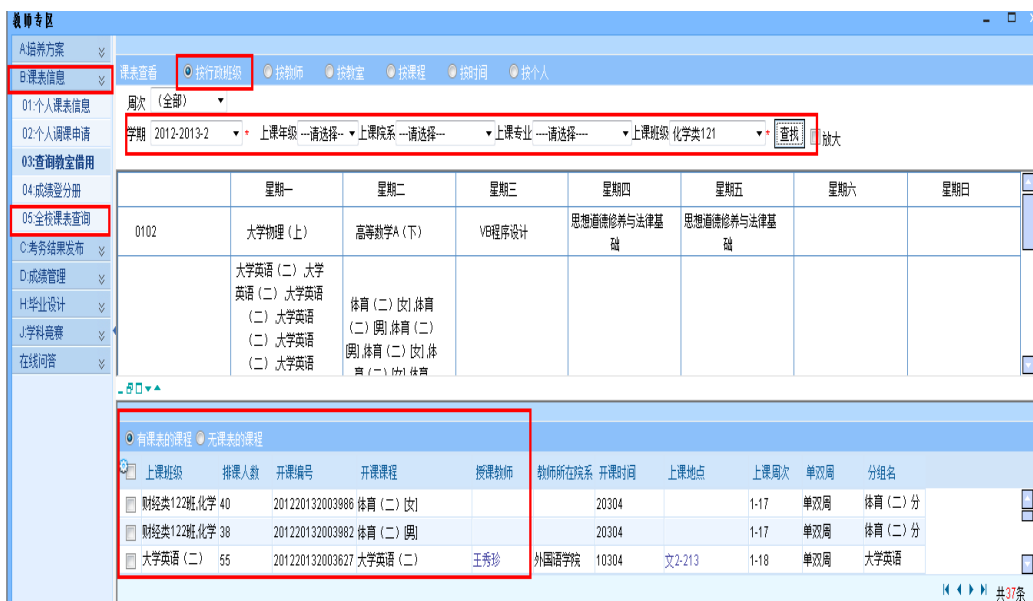 教师专区
A培养方案
B课表信息
01:个人课表信息
02:个人调课申请
03:查询教室借用
04:成绩登分册
05:全校课表查询
C:考务结果发布
D:成绩管理
H:毕业设计
J:学科竞赛
在线问答
课表查看 按行政班级 按教师 按教室 按课程 按时间 按个人
周次 (全部)
学期 2012-2013-2 * 上课年级 ---请选择-- 上课院系 ---请选择--- 上课专业 ----请选择---- 上课班级 化学类121 * 查找 放大
星期一 星期二 星期三 星期四 星期五 星期六 星期日
0102 大学物理(上) 高等数学A(下) VB程序设计 思想道德修养与法律基础 思想道德修养与法律基础
大学英语(二),大学
英语(二),大学英语
(二),大学英语
(二),大学英语
(二),大学英语
体育(二)[女],体育
(二)[男],体育(二)
[男],体育(二)[女],体
育(二)[女],体育
有课表的课程 无课表的课程
上课班级 排课人数 开课编号 开课课程 授课教师 教师所在院系 开课时间 上课地点 上课周次 单双周 分组名
财经类122班,化学 40 201220132003986 体育(二)[女] 20304 1-17 单双周 体育(二)分
财经类122班,化学 38 201220132003982 体育(二)[男] 20304 1-17 单双周 体育(二)分
大学英语(二) 55 201220132003627 大学英语(二) 王秀珍 外国语学院 10304 文2-213 1-18 单双周 大学英语
共37条